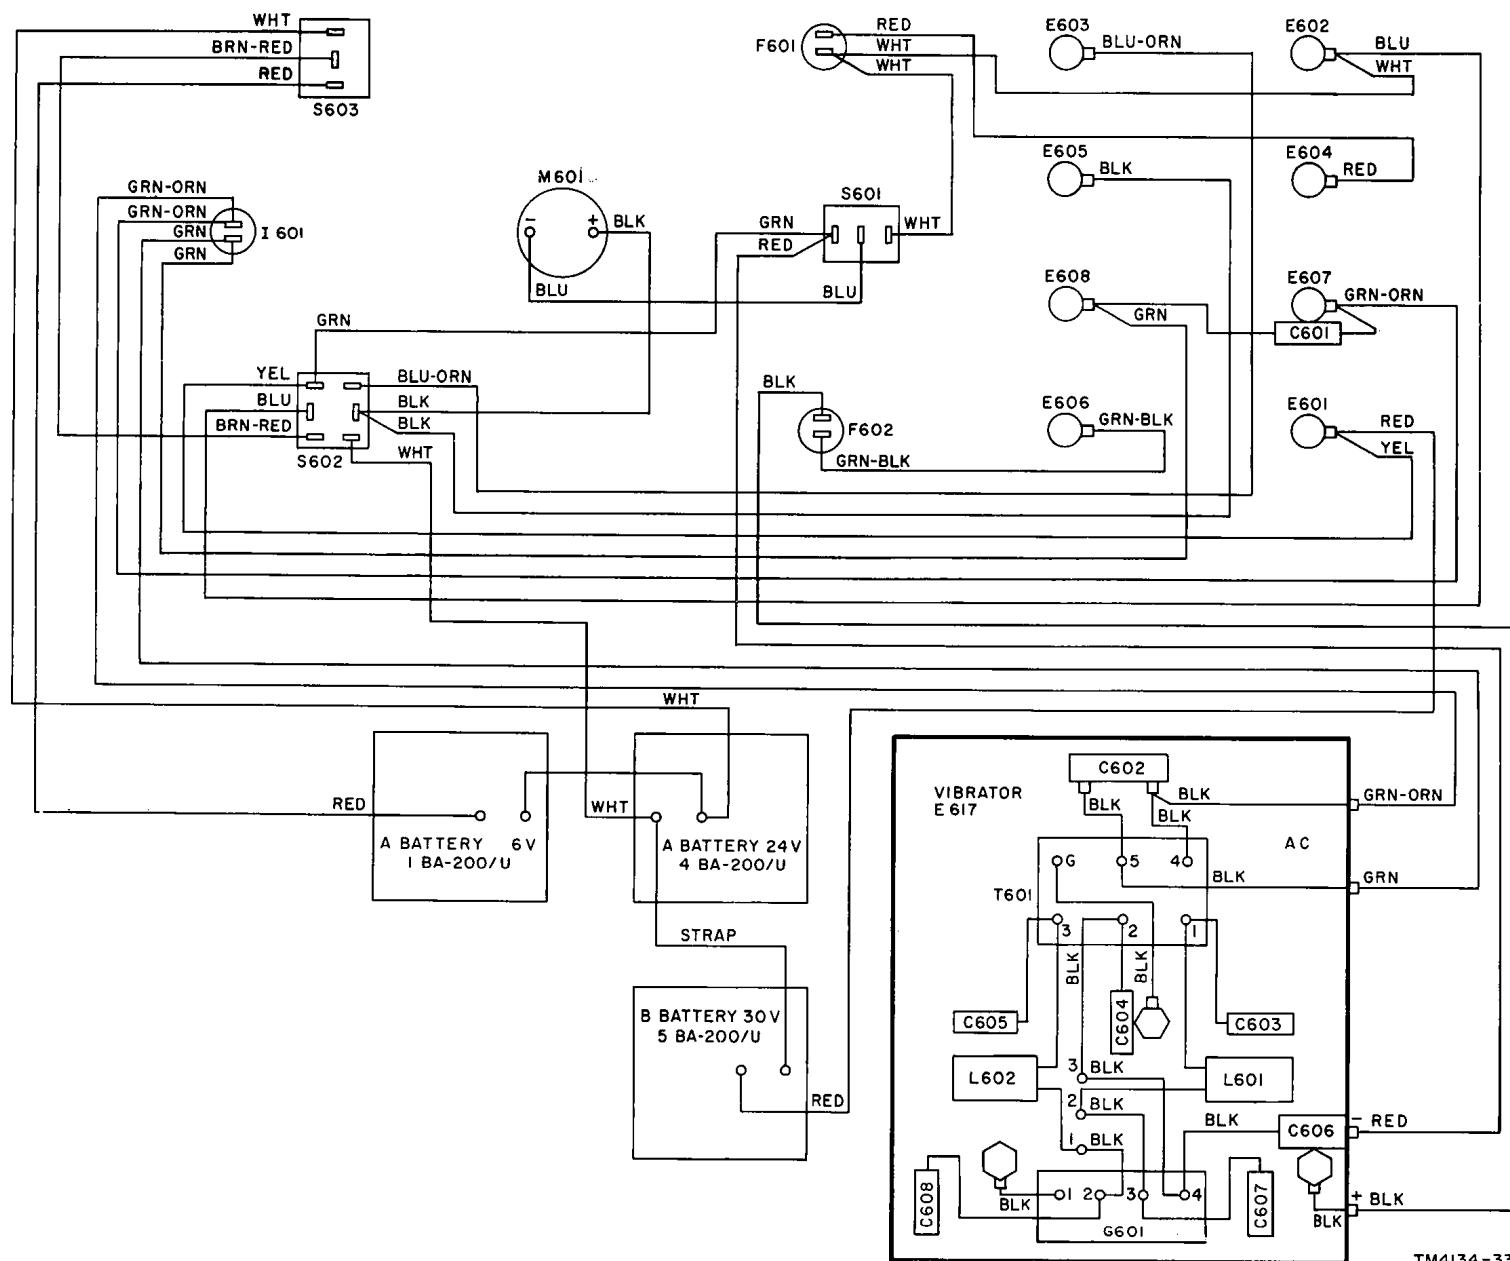 WHT
BRN-RED
RED
S603
F601
RED
WHT
WHT
E603
BLU-ORN
E602
BLU
WHT
GRN-ORN
GRN-ORN
GRN
GRN
I 601
M601
-
+
BLK
BLU
S601
GRN
RED
WHT
BLU
E605
BLK
E604
RED
E608
GRN
E607
GRN-ORN
C601
GRN
YEL
BLU
BRN-RED
S602
BLU-ORN
BLK
BLK
WHT
BLK
F602
GRN-BLK
E606
GRN-BLK
E601
RED
YEL
WHT
RED
A BATTERY 6V
1 BA-200/U
WHT
A BATTERY 24V
4 BA-200/U
STRAP
B BATTERY 30V
5 BA-200/U
RED
VIBRATOR
E617
C602
BLK
BLK
BLK
GRN-ORN
AC
G
5
4
T601
BLK
GRN
3
2
1
BLK
BLK
C605
C604
C603
L602
3
BLK
L601
2
BLK
1
BLK
BLK
C606
-
RED
C608
BLK
1
2
3
4
G601
C607
BLK
+
BLK
TM4134-33